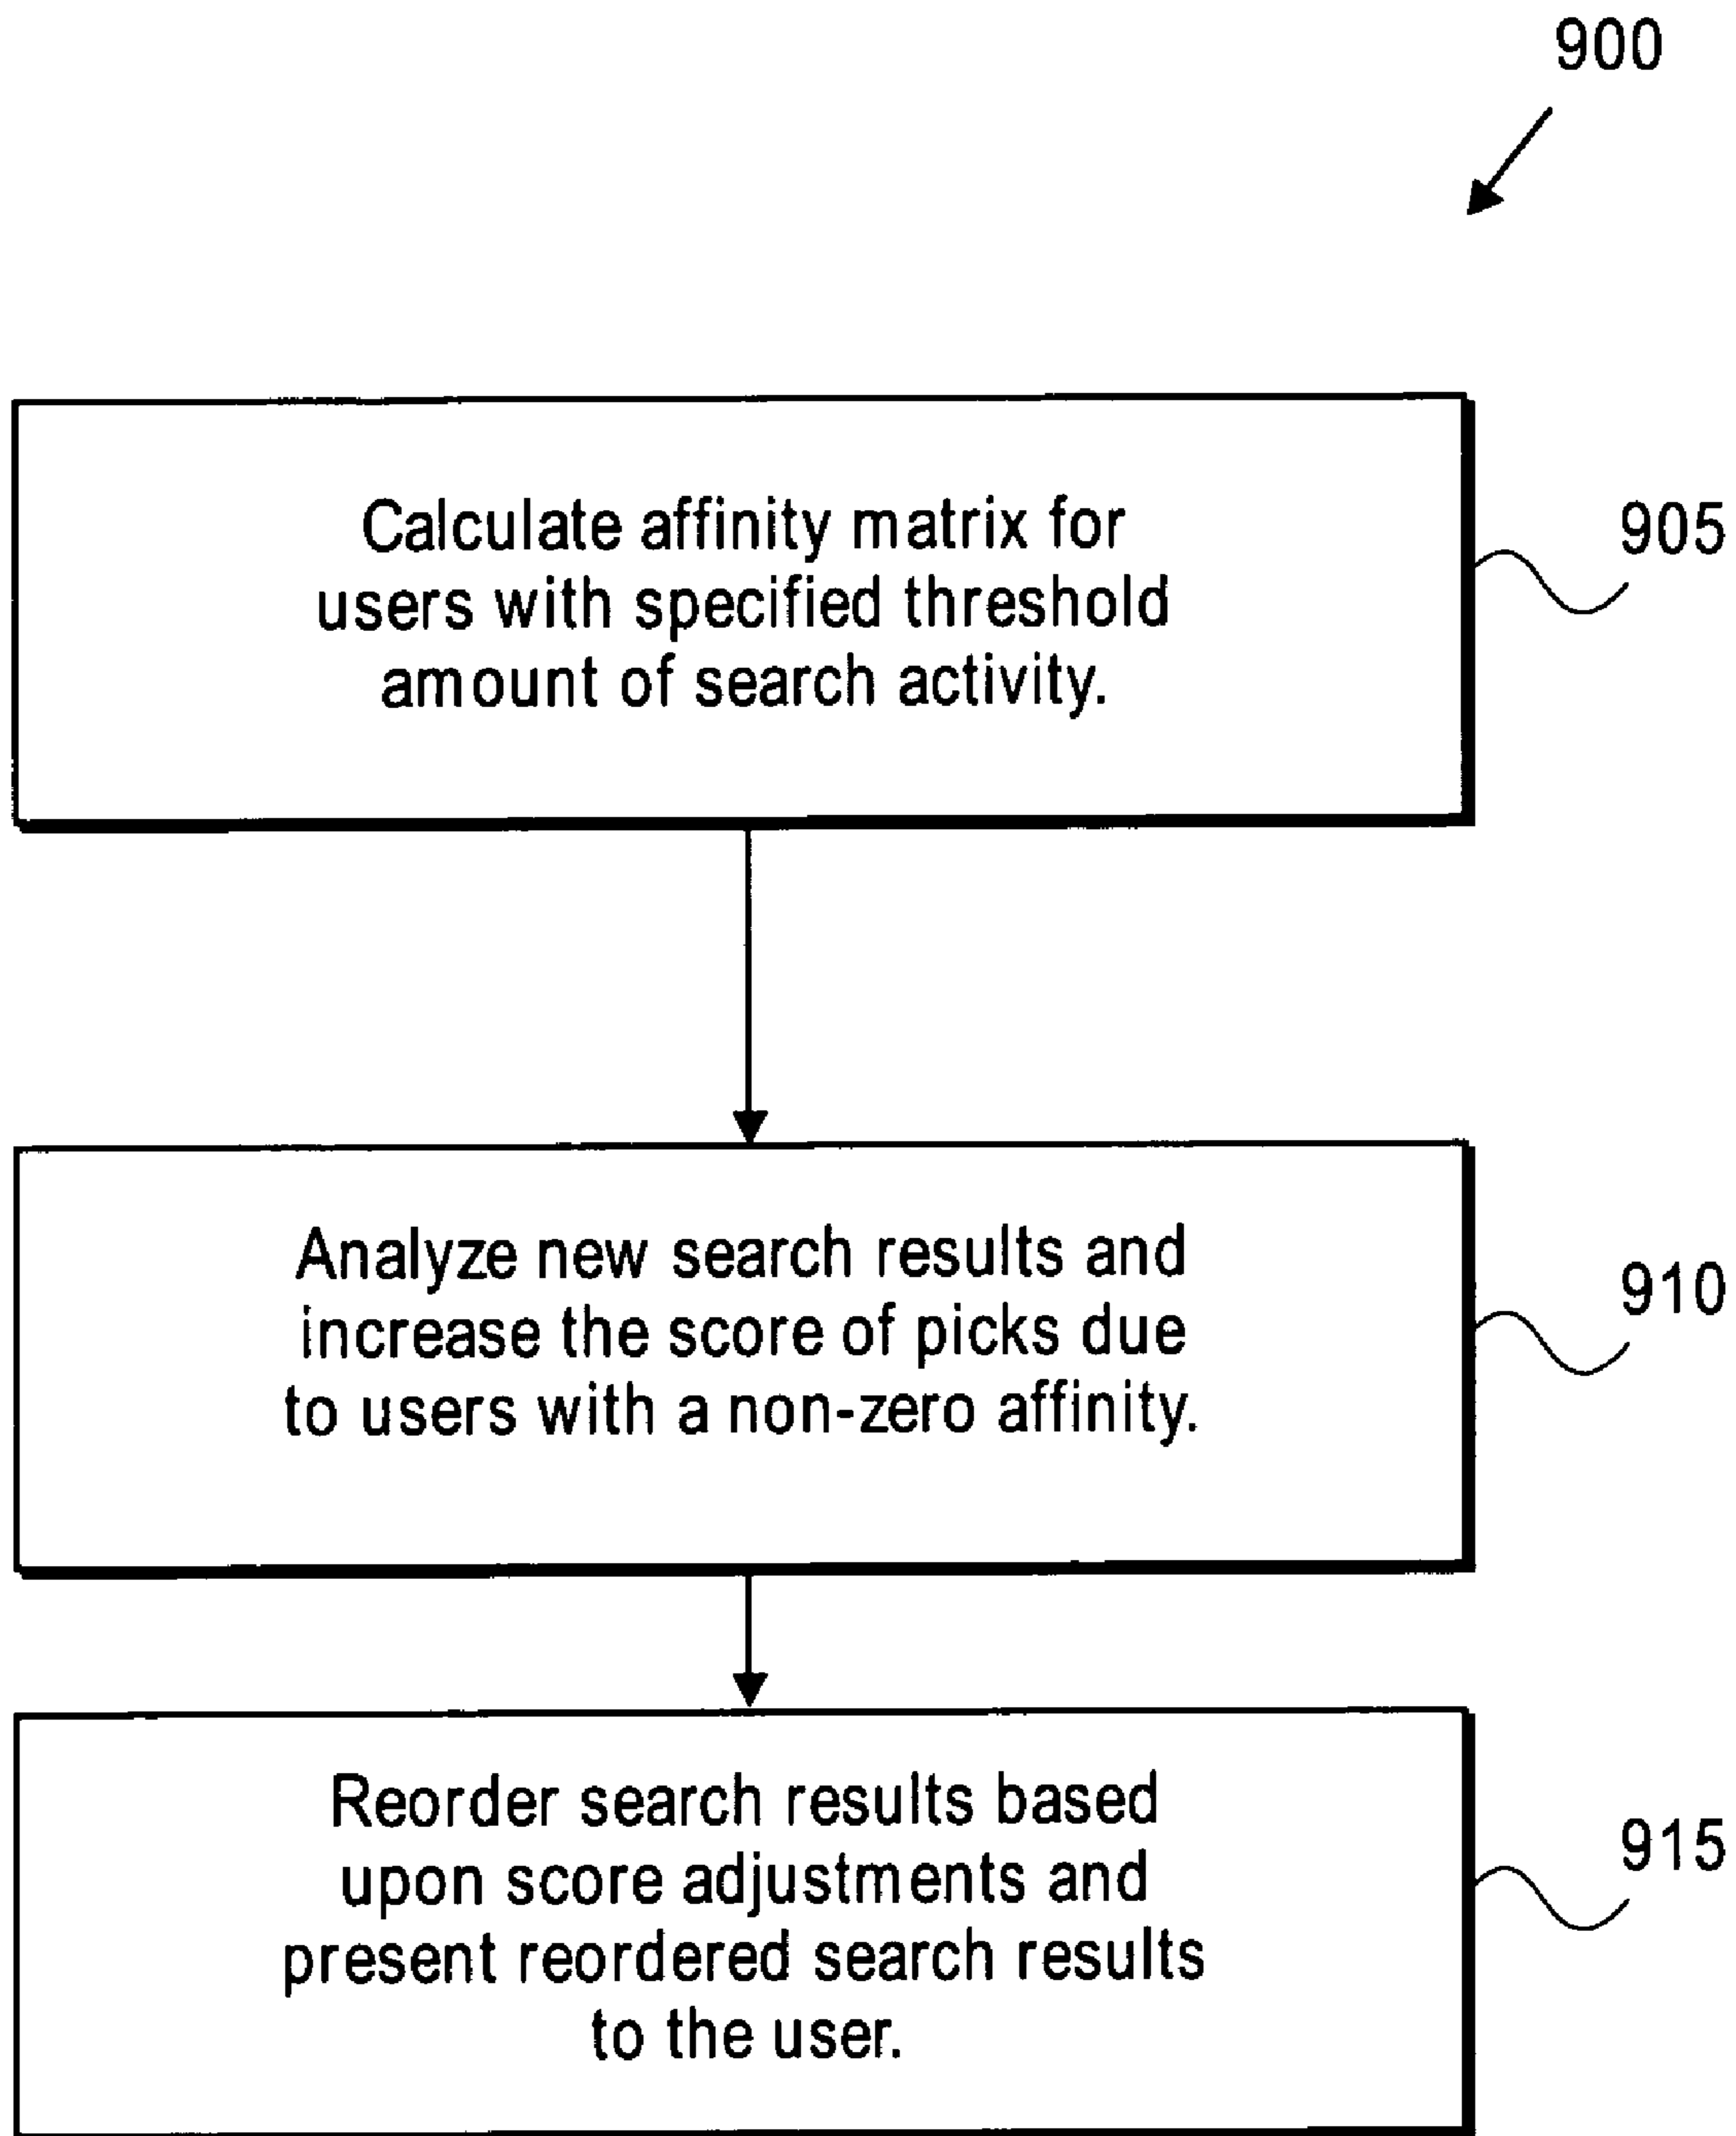 900
Calculate affinity matrix for
users with specified threshold
amount of search activity.
905
Analyze new search results and
increase the score of picks due
to users with a non-zero affinity.
910
Reorder search results based
upon score adjustments and
present reordered search results
to the user.
915